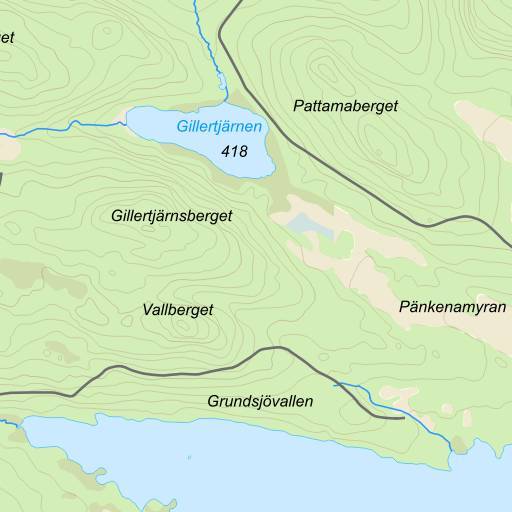 et
Pattamaberget
Gillertjärnen
418
Gillertjärnsberget
Vallberget
Pänkenamyran
Grundsjövallen